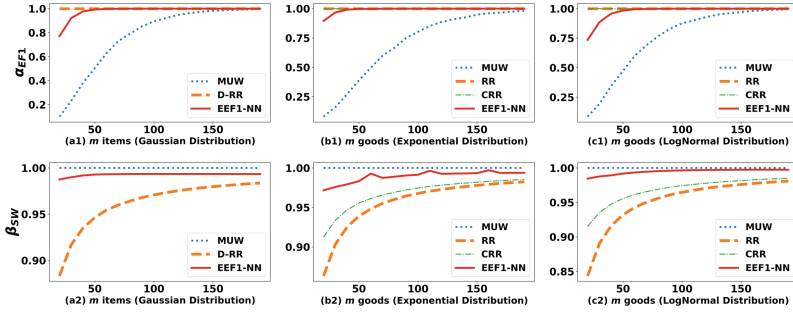 α_EF1
1.0
0.8
0.6
0.4
0.2
MUW
D-RR
EEF1-NN
50 100 150
(a1) m items (Gaussian Distribution)
1.00
0.75
0.50
0.25
MUW
RR
CRR
EEF1-NN
50 100 150
(b1) m goods (Exponential Distribution)
1.00
0.75
0.50
0.25
MUW
RR
CRR
EEF1-NN
50 100 150
(c1) m goods (LogNormal Distribution)
β_SW
1.00
0.95
0.90
MUW
D-RR
EEF1-NN
50 100 150
(a2) m items (Gaussian Distribution)
1.00
0.95
0.90
MUW
RR
CRR
EEF1-NN
50 100 150
(b2) m goods (Exponential Distribution)
1.00
0.95
0.90
0.85
MUW
RR
CRR
EEF1-NN
50 100 150
(c2) m goods (LogNormal Distribution)